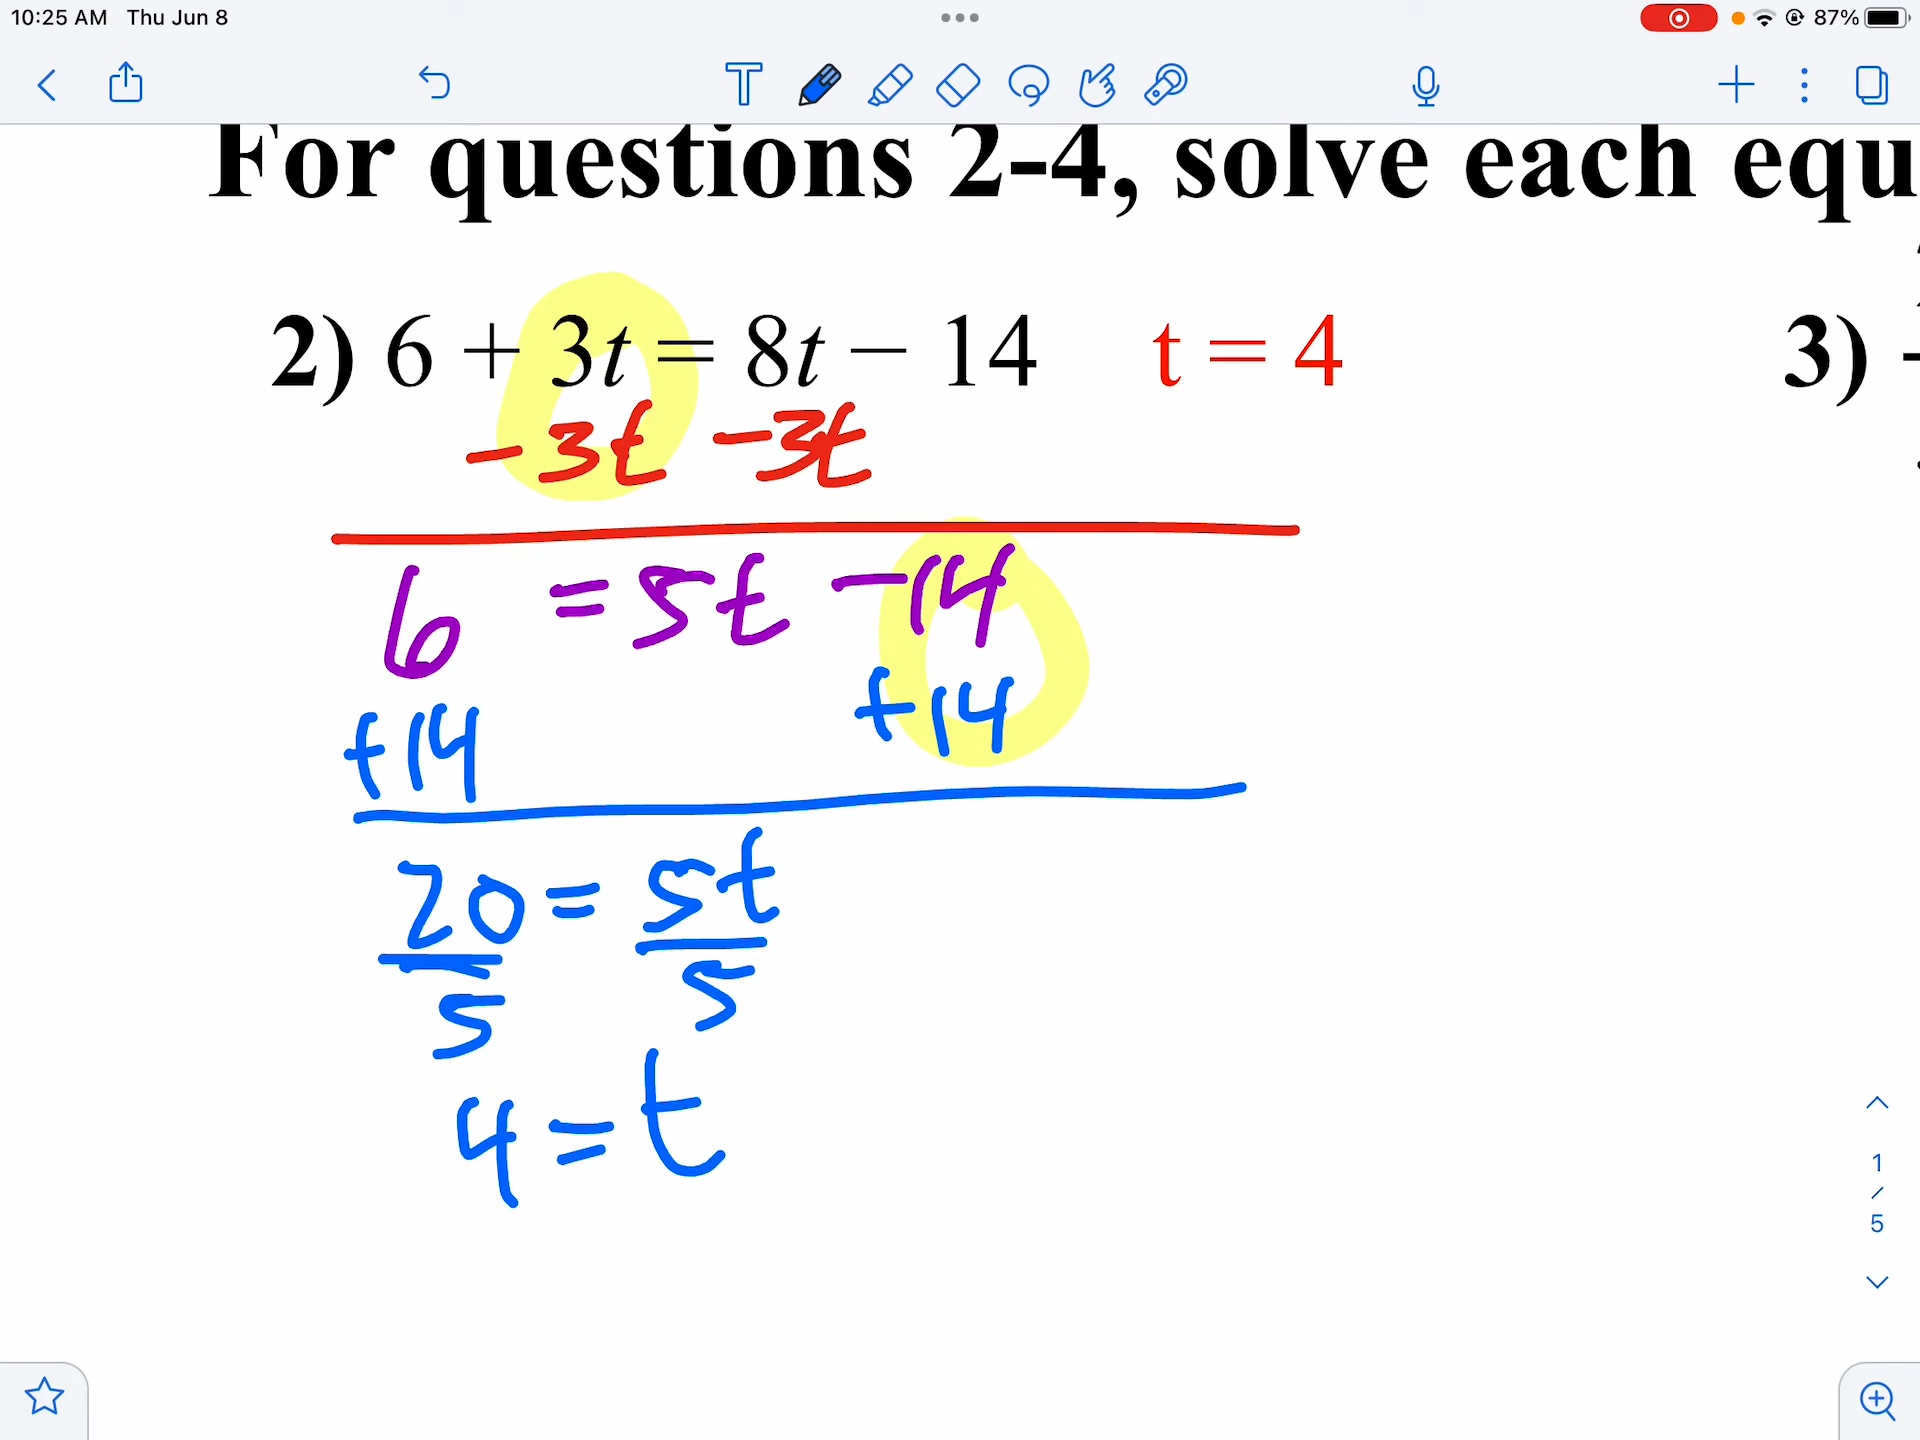 10:25 AM Thu Jun 8
87%
For questions 2-4, solve each equ
2) 6 + 3t = 8t − 14 t = 4
3)
-3t -3t
6 = 5t -14
+14 +14
20 = 5t
5 5
4 = t
1
/
5